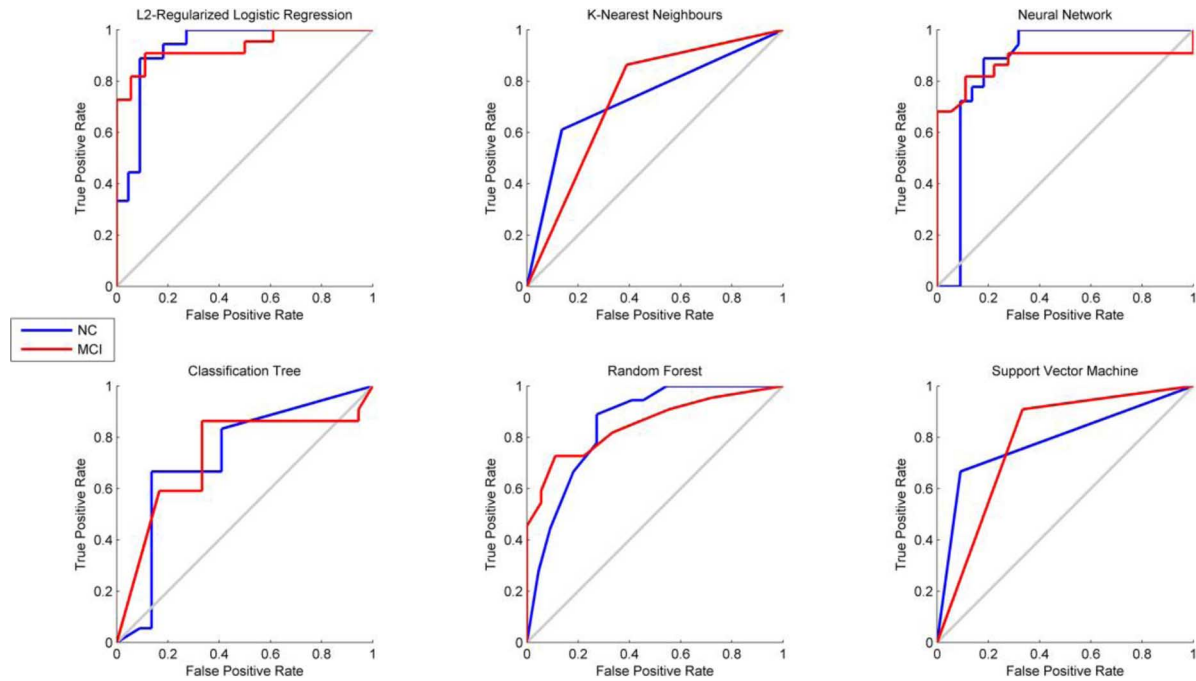 L2-Regularized Logistic Regression
True Positive Rate
1
0.8
0.6
0.4
0.2
0
0 0.2 0.4 0.6 0.8 1
False Positive Rate
K-Nearest Neighbours
True Positive Rate
1
0.8
0.6
0.4
0.2
0
0 0.2 0.4 0.6 0.8 1
False Positive Rate
Neural Network
True Positive Rate
1
0.8
0.6
0.4
0.2
0
0 0.2 0.4 0.6 0.8 1
False Positive Rate
NC
MCI
Classification Tree
True Positive Rate
1
0.8
0.6
0.4
0.2
0
0 0.2 0.4 0.6 0.8 1
False Positive Rate
Random Forest
True Positive Rate
1
0.8
0.6
0.4
0.2
0
0 0.2 0.4 0.6 0.8 1
False Positive Rate
Support Vector Machine
True Positive Rate
1
0.8
0.6
0.4
0.2
0
0 0.2 0.4 0.6 0.8 1
False Positive Rate